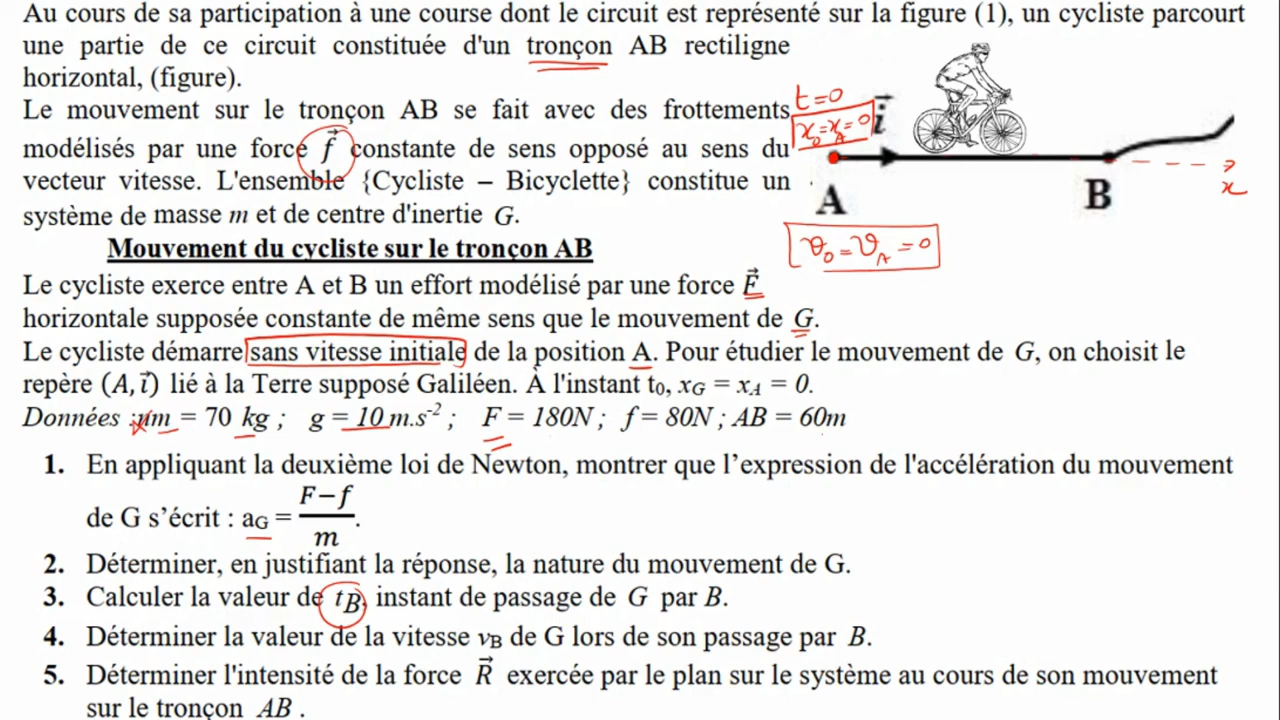 Au cours de sa participation à une course dont le circuit est représenté sur la figure (1), un cycliste parcourt
une partie de ce circuit constituée d'un tronçon AB rectiligne
horizontal, (figure).
Le mouvement sur le tronçon AB se fait avec des frottements
modélisés par une force f⃗ constante de sens opposé au sens du
vecteur vitesse. L'ensemble {Cycliste – Bicyclette} constitue un
système de masse m et de centre d'inertie G.
t=0
x₀=x_A=0
i⃗
A
B
x
v₀=v_A=0
Mouvement du cycliste sur le tronçon AB
Le cycliste exerce entre A et B un effort modélisé par une force F⃗
horizontale supposée constante de même sens que le mouvement de G.
Le cycliste démarre sans vitesse initiale de la position A. Pour étudier le mouvement de G, on choisit le
repère (A,i⃗) lié à la Terre supposé Galiléen. À l'instant t₀, x_G = x_A = 0.
Données : m = 70 kg ; g = 10 m.s⁻² ; F = 180N ; f = 80N ; AB = 60m
1. En appliquant la deuxième loi de Newton, montrer que l’expression de l'accélération du mouvement
de G s’écrit : a_G = (F−f)/m.
2. Déterminer, en justifiant la réponse, la nature du mouvement de G.
3. Calculer la valeur de t_B, instant de passage de G par B.
4. Déterminer la valeur de la vitesse v_B de G lors de son passage par B.
5. Déterminer l'intensité de la force R⃗ exercée par le plan sur le système au cours de son mouvement
sur le tronçon AB .